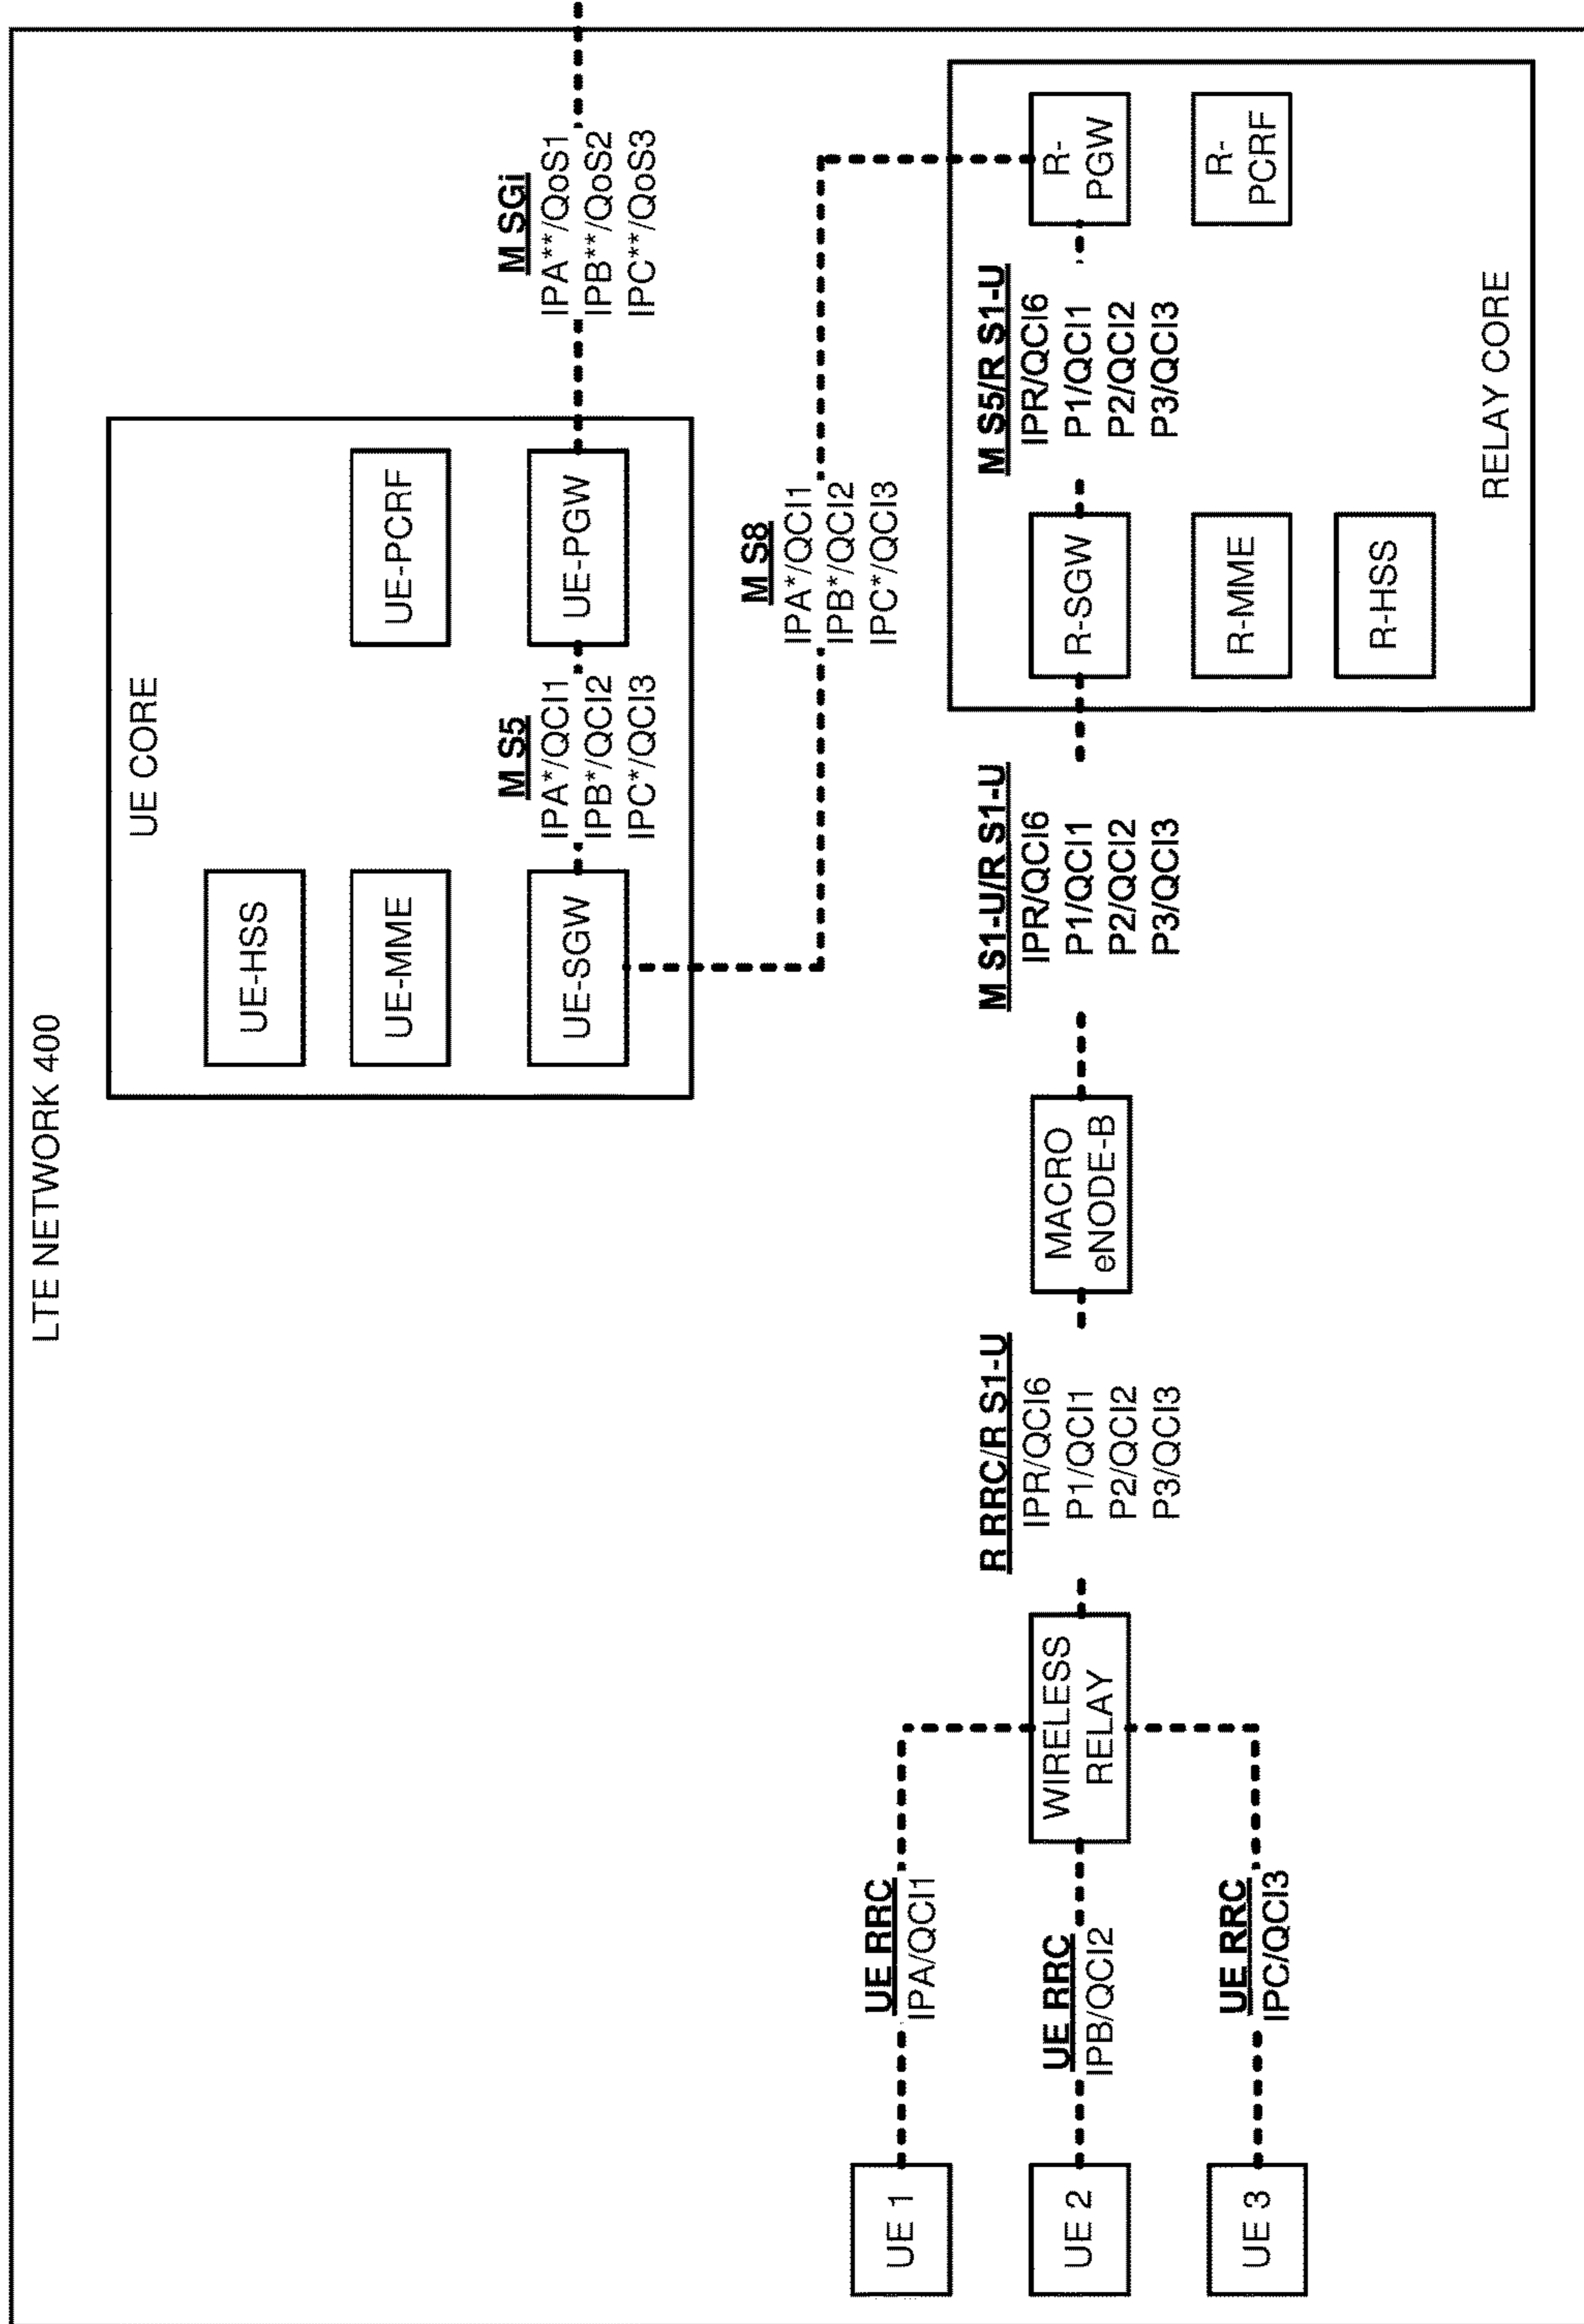 LTE NETWORK 400
UE CORE
UE-HSS
UE-MME
UE-PCRF
UE-SGW
M S5
IPA*/QCI1
IPB*/QCI2
IPC*/QCI3
UE-PGW
M SGi
IPA**/QoS1
IPB**/QoS2
IPC**/QoS3
M S8
IPA*/QCI1
IPB*/QCI2
IPC*/QCI3
UE 1
UE RRC
IPA/QCI1
UE 2
UE RRC
IPB/QCI2
UE 3
UE RRC
IPC/QCI3
WIRELESS
RELAY
R RRC/R S1-U
IPR/QCI6
P1/QCI1
P2/QCI2
P3/QCI3
MACRO
eNODE-B
M S1-U/R S1-U
IPR/QCI6
P1/QCI1
P2/QCI2
P3/QCI3
R-SGW
M S5/R S1-U
IPR/QCI6
P1/QCI1
P2/QCI2
P3/QCI3
R-
PGW
R-MME
R-
PCRF
R-HSS
RELAY CORE